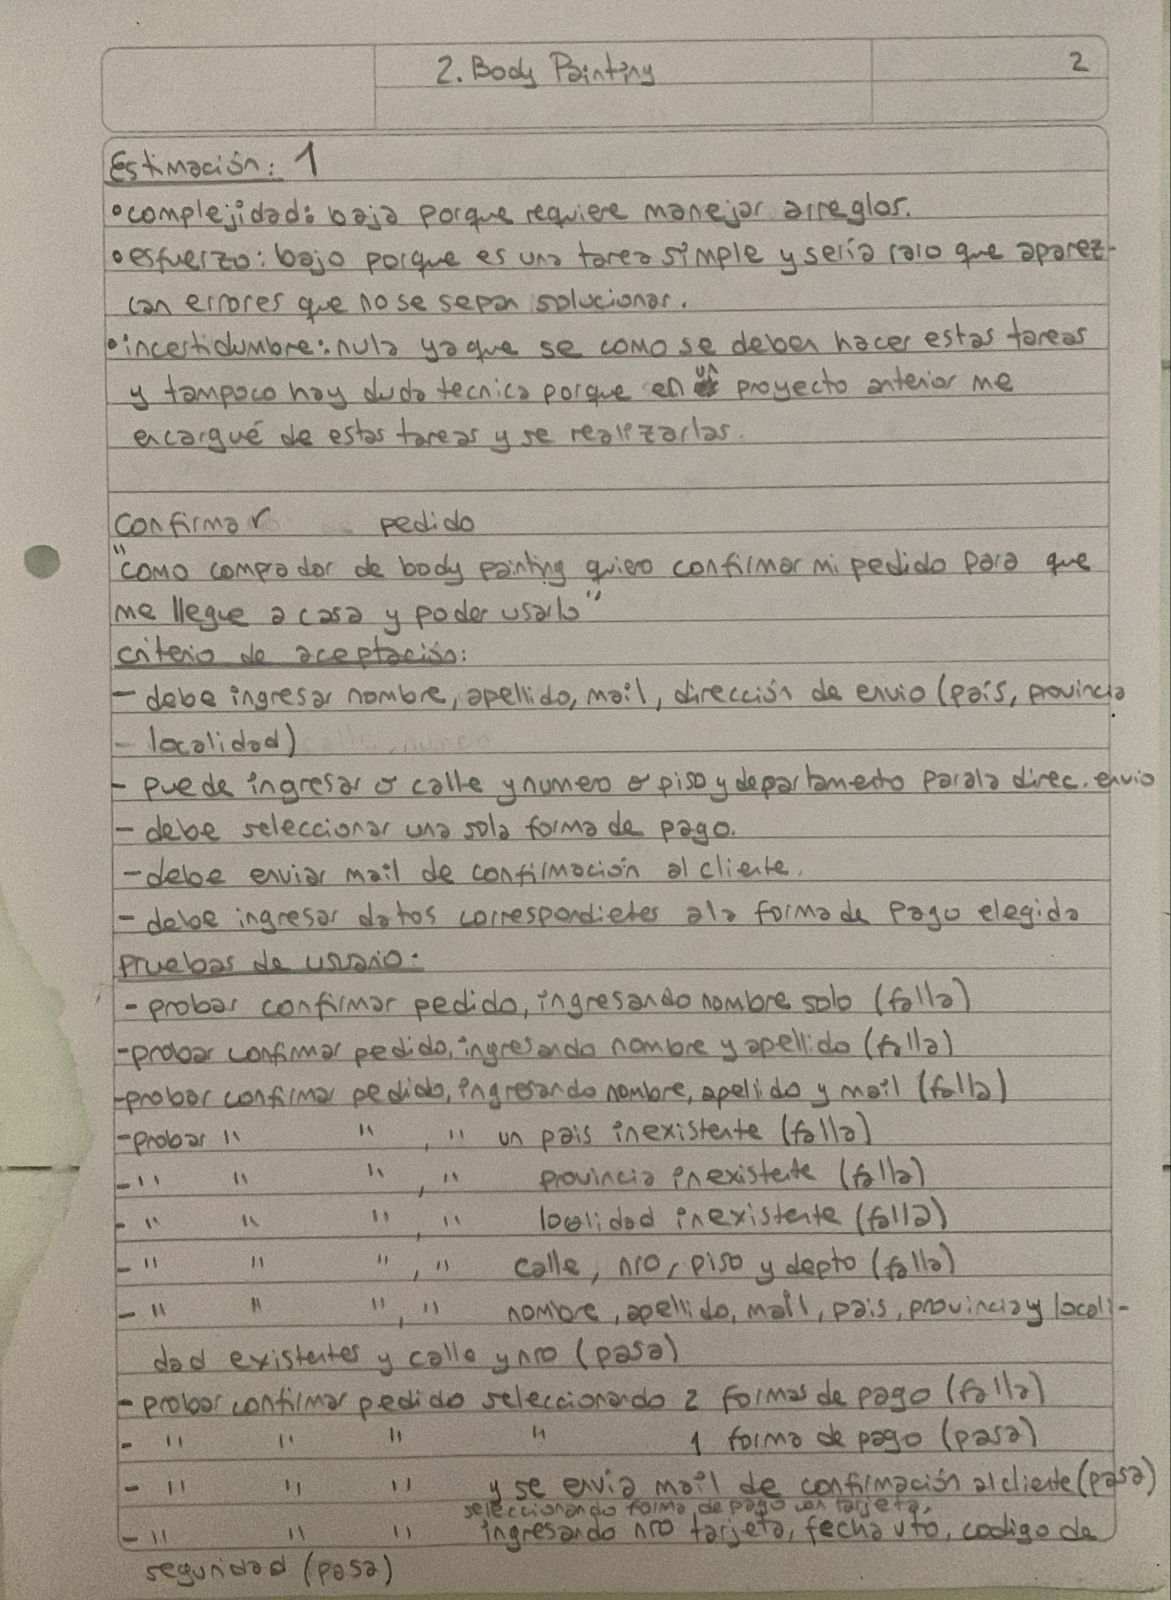 2. Body Painting
2
Estimación: 1
•complejidad: baja porque requiere manejar arreglos.
•esfuerzo: bajo porque es una tarea simple y sería raro que aparez-
can errores que no se sepan solucionar.
•incertidumbre: nula ya que se como se deben hacer estas tareas
y tampoco hay duda tecnica porque en un proyecto anterior me
encargué de estas tareas y se realizarlas.
Confirmar pedido
"Como comprador de body painting quiero confirmar mi pedido para que
me llegue a casa y poder usarlo"
criterio de aceptación:
- debe ingresar nombre, apellido, mail, dirección de envio (país, provincia
- localidad)
- puede ingresar o calle y numero o piso y departamento para la direc. envio
- debe seleccionar una sola forma de pago.
- debe enviar mail de confirmación al cliente.
- debe ingresar datos correspondietes a la forma de pago elegida
pruebas de usuario:
- probar confirmar pedido, ingresando nombre solo (falla)
- probar confirmar pedido, ingresando nombre y apellido (falla)
- probar confirmar pedido, ingresando nombre, apellido y mail (falla)
- probar " " , " un pais inexistente (falla)
- " " " , " provincia inexistente (falla)
- " " " , " localidad inexistente (falla)
- " " " , " calle, nro, piso y depto (falla)
- " " " , " nombre, apellido, mail, pais, provincia y locali-
dad existentes y calle y nro (pasa)
- probar confirmar pedido seleccionando 2 formas de pago (falla)
- " " " " 1 forma de pago (pasa)
- " " " y se envia mail de confirmación al cliente (pasa)
seleccionando forma de pago con tarjeta,
- " " " ingresando nro tarjeta, fecha vto, codigo de
seguridad (pasa)